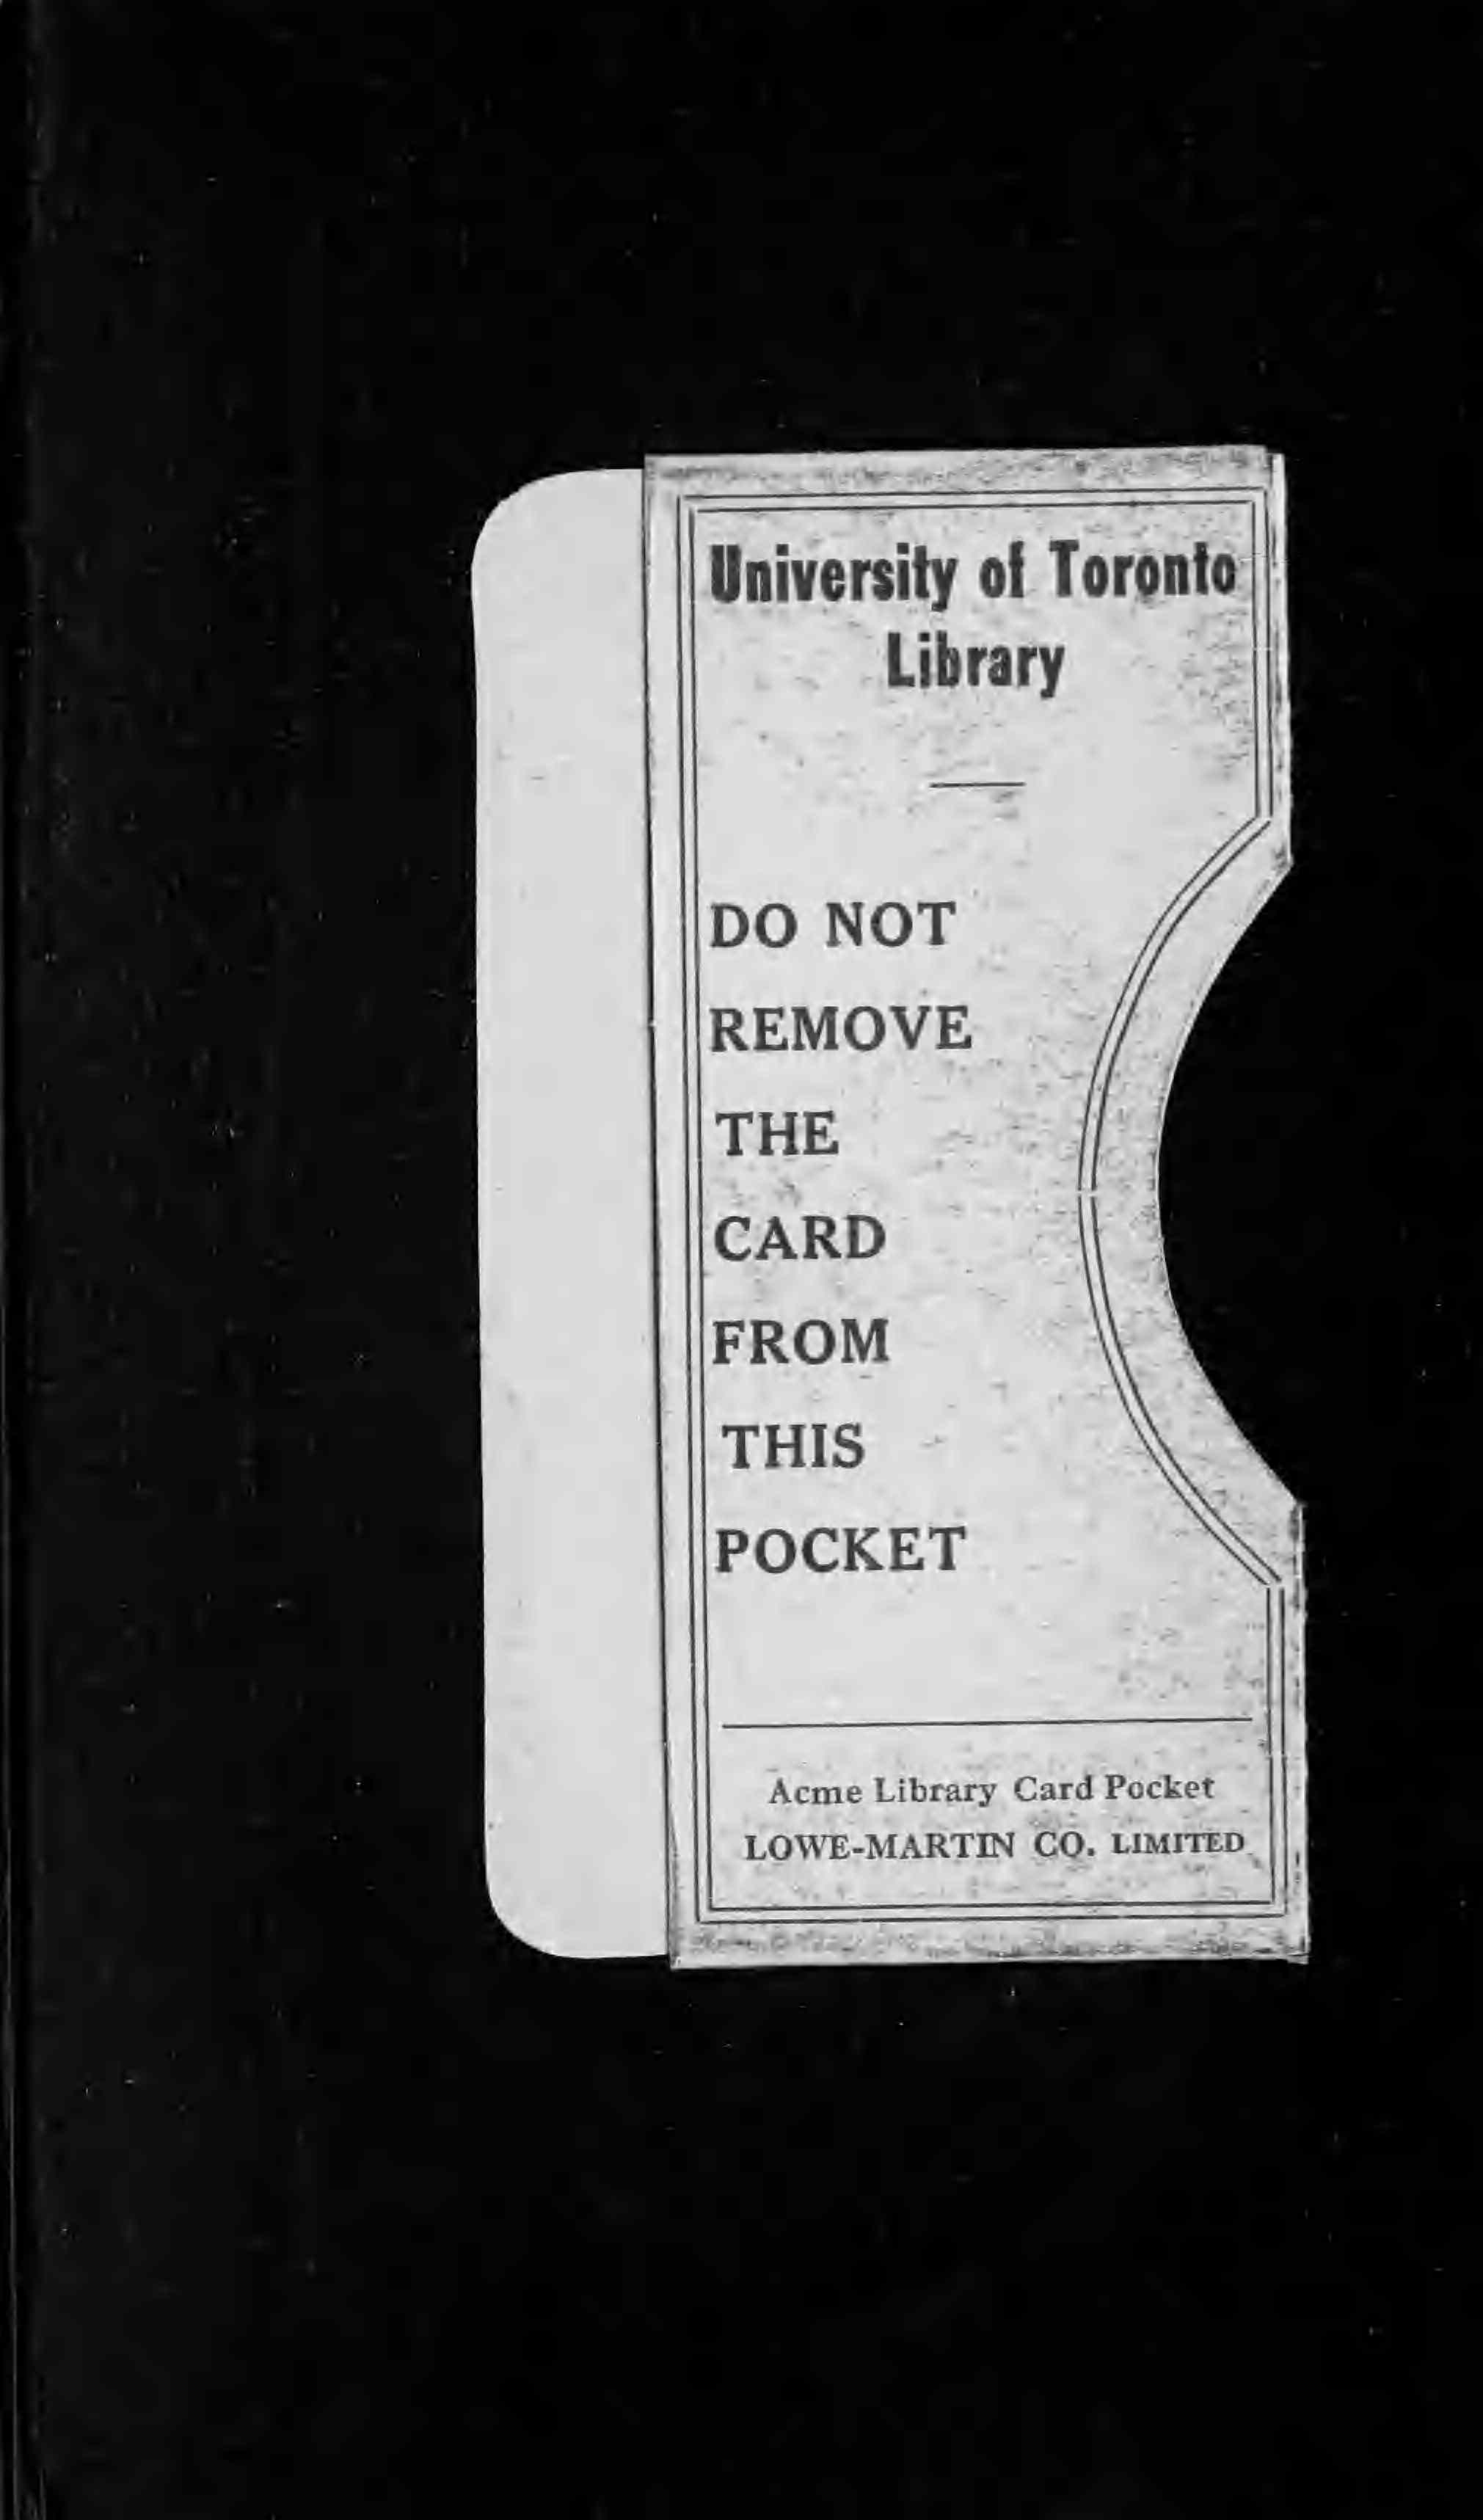 University of Toronto
Library
DO NOT
REMOVE
THE
CARD
FROM
THIS
POCKET
Acme Library Card Pocket
LOWE-MARTIN CO. LIMITED